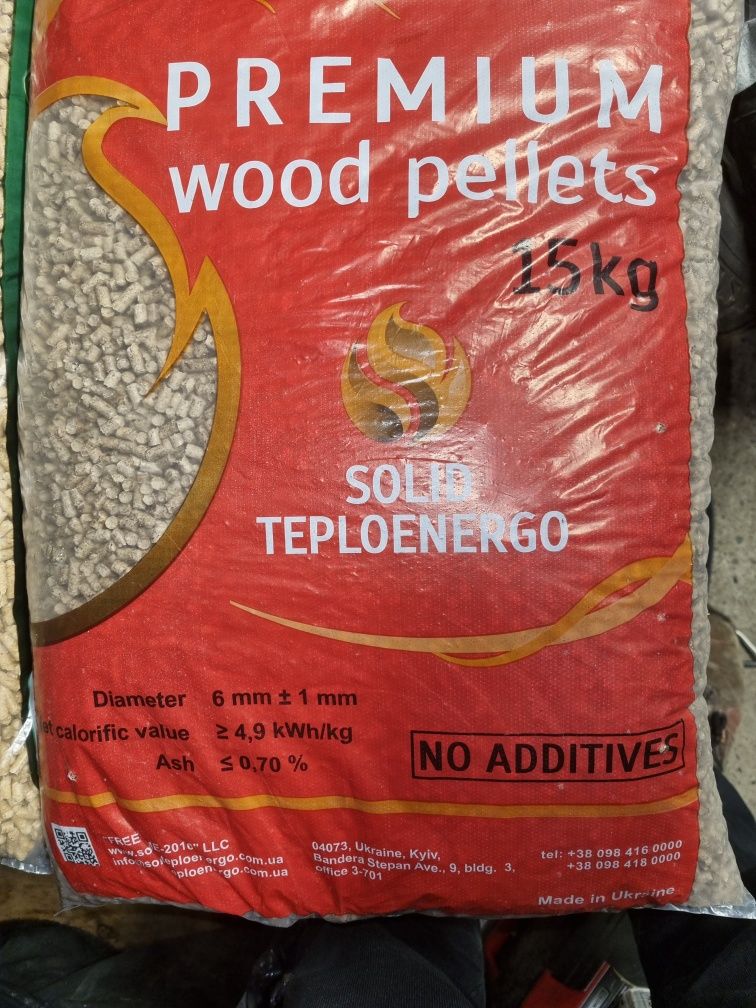 PREMIUM
wood pellets
15kg
SOLID
TEPLOENERGO
Diameter 6 mm ± 1 mm
calorific value ≥ 4,9 kWh/kg
Ash ≤ 0,70 %
NO ADDITIVES
"FREE LLC
04073, Ukraine, Kyiv,
Bandera Stepan Ave., 9, bldg. 3,
office 3-701
tel: +38 098 416 0000
+38 098 418 0000
Made in Ukraine